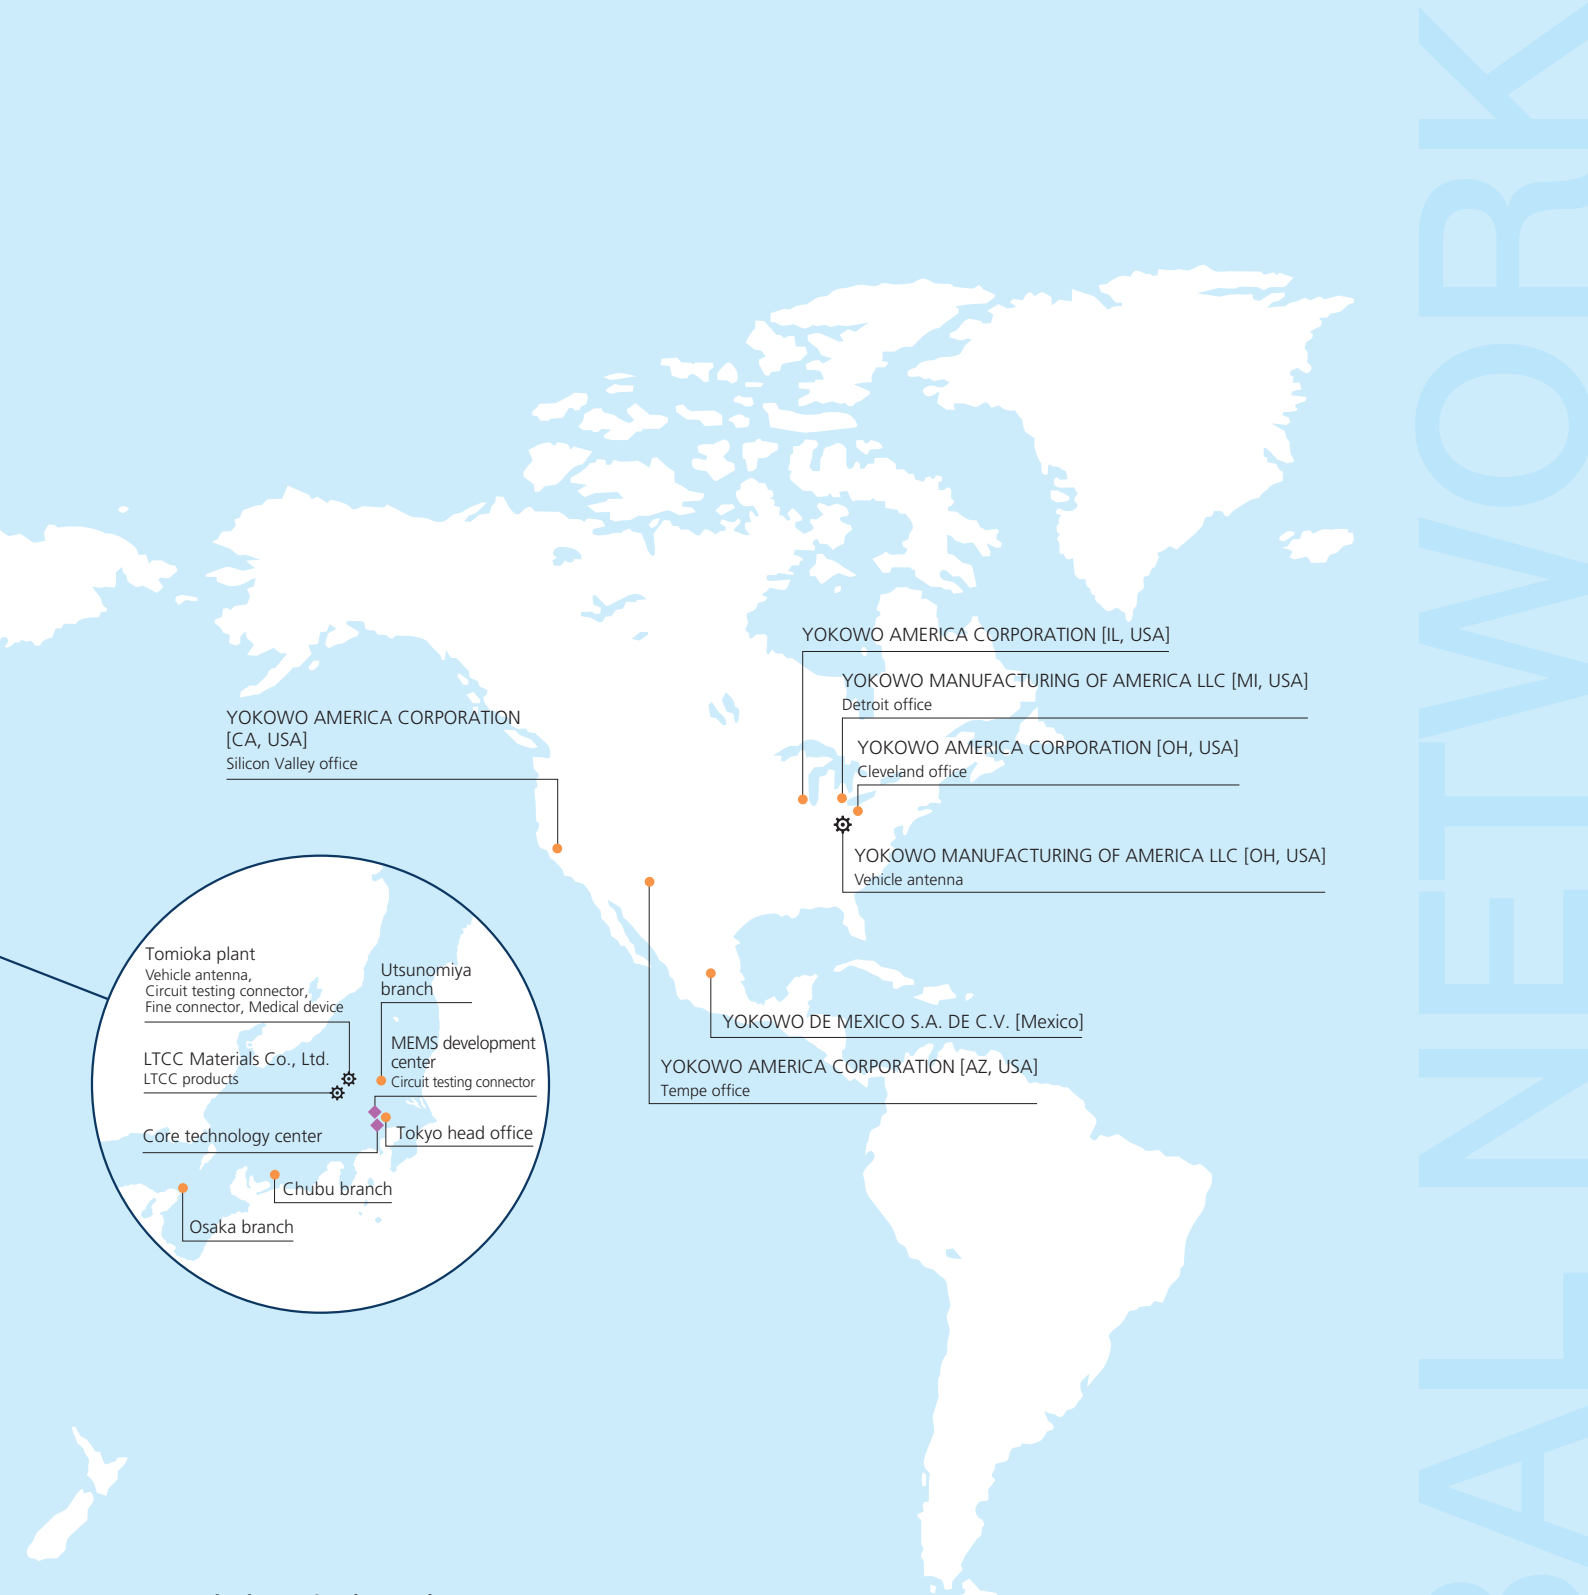 YOKOWO AMERICA CORPORATION [IL, USA]
YOKOWO MANUFACTURING OF AMERICA LLC [MI, USA]
Detroit office
YOKOWO AMERICA CORPORATION
[CA, USA]
Silicon Valley office
YOKOWO AMERICA CORPORATION [OH, USA]
Cleveland office
YOKOWO MANUFACTURING OF AMERICA LLC [OH, USA]
Vehicle antenna
Tomioka plant
Vehicle antenna,
Circuit testing connector,
Fine connector, Medical device
Utsunomiya
branch
LTCC Materials Co., Ltd.
LTCC products
MEMS development
center
Circuit testing connector
Core technology center
Tokyo head office
Chubu branch
Osaka branch
YOKOWO DE MEXICO S.A. DE C.V. [Mexico]
YOKOWO AMERICA CORPORATION [AZ, USA]
Tempe office
BAL NETWORK